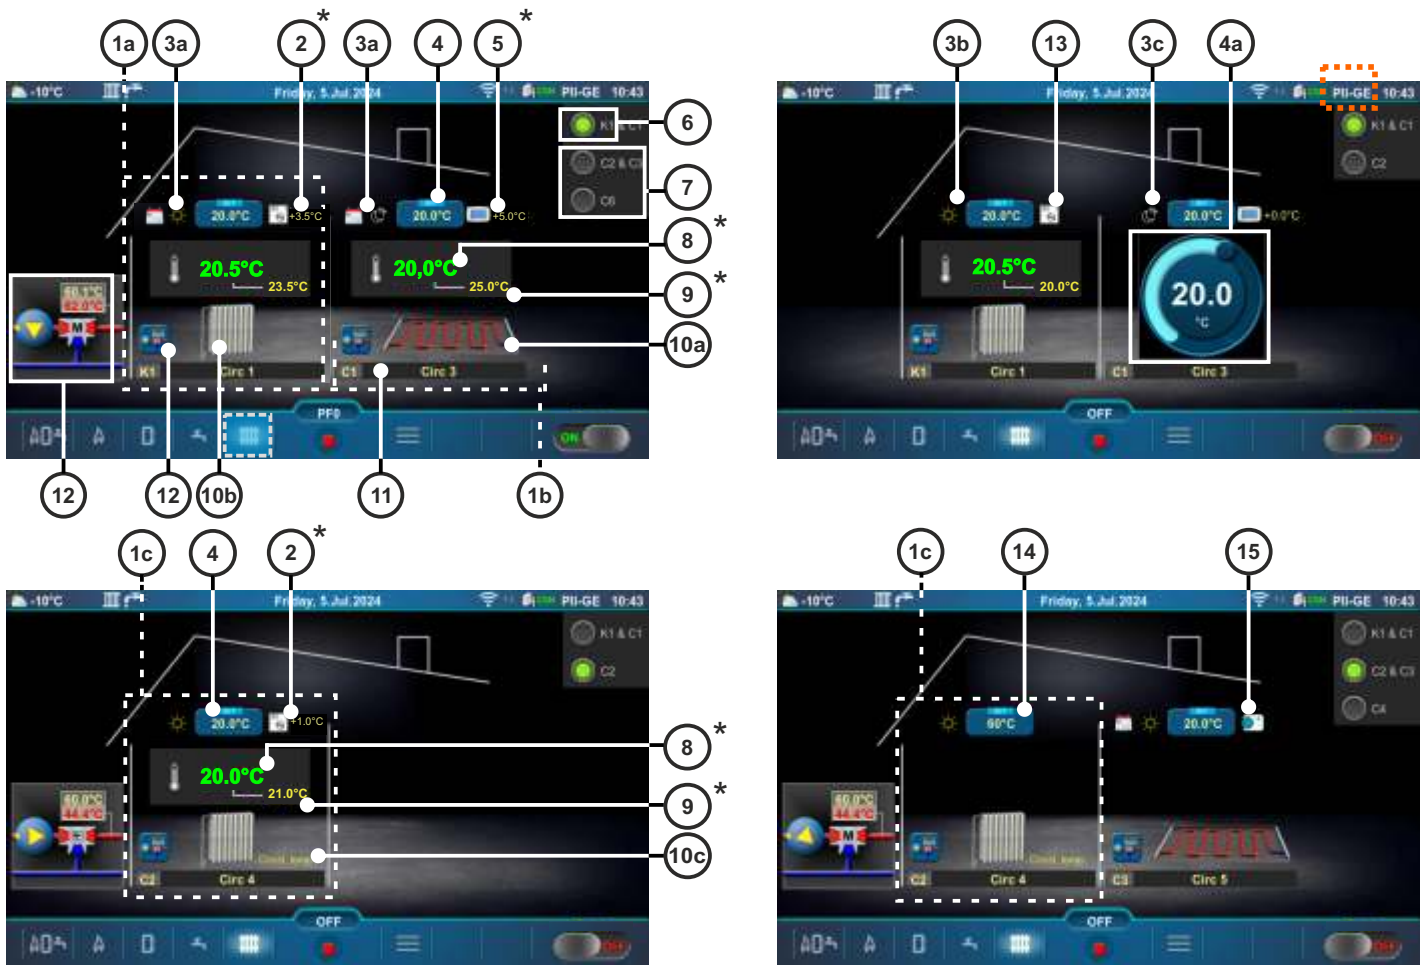 1a 3a 2* 3a 4 5*
-10°C Friday, 5.Jul.2024 PII-GE 10:43
K1 & C1
6
C2 & C3
7
C6
20.0°C +3.5°C 20.0°C +5.0°C
8*
20.5°C 20,0°C
23.5°C 25.0°C
9*
60.1°C
62.0°C
M
10a
K1 Circ 1 C1 Circ 3
PF0
ON
12 12 10b 11 1b
3b 13 3c 4a
-10°C Friday, 5.Jul.2024 PII-GE 10:43
K1 & C1
C2
20.0°C 20.0°C +0.0°C
20.5°C
20.0°C
20.0
°C
K1 Circ 1 C1 Circ 3
OFF
OFF
1c 4 2*
-10°C Friday, 5.Jul.2024 PII-GE 10:43
K1 & C1
C2
20.0°C +1.0°C
8*
20.0°C
21.0°C
9*
60.0°C
44.4°C
10c
C2 Circ 4
OFF
OFF
1c 14 15
-10°C Friday, 5.Jul.2024 PII-GE 10:43
K1 & C1
C2 & C3
C4
60°C 20.0°C
60.0°C
44.4°C
M
C2 Circ 4 C3 Circ 5
OFF
OFF